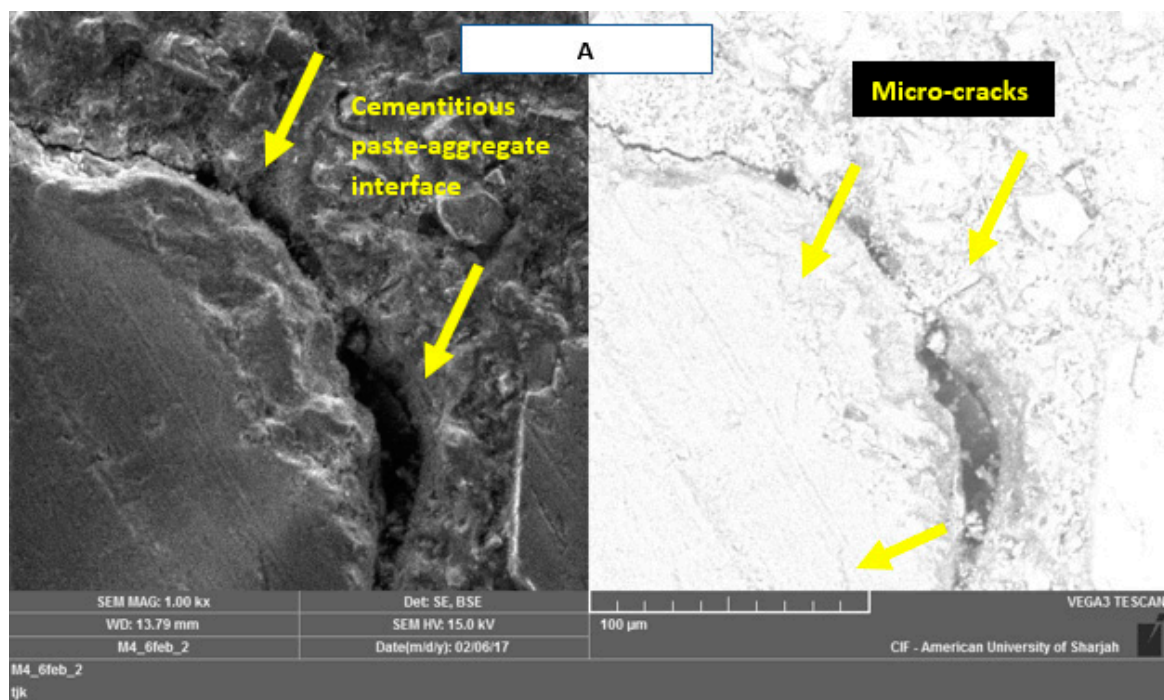 A
Cementitious
paste-aggregate
interface
Micro-cracks
SEM MAG: 1.00 kx
Det: SE, BSE
WD: 13.79 mm
SEM HV: 15.0 kV
M4_6feb_2
Date(m/d/y): 02/06/17
100 µm
VEGA3 TESCAN
CIF - American University of Sharjah
M4_6feb_2
tjk